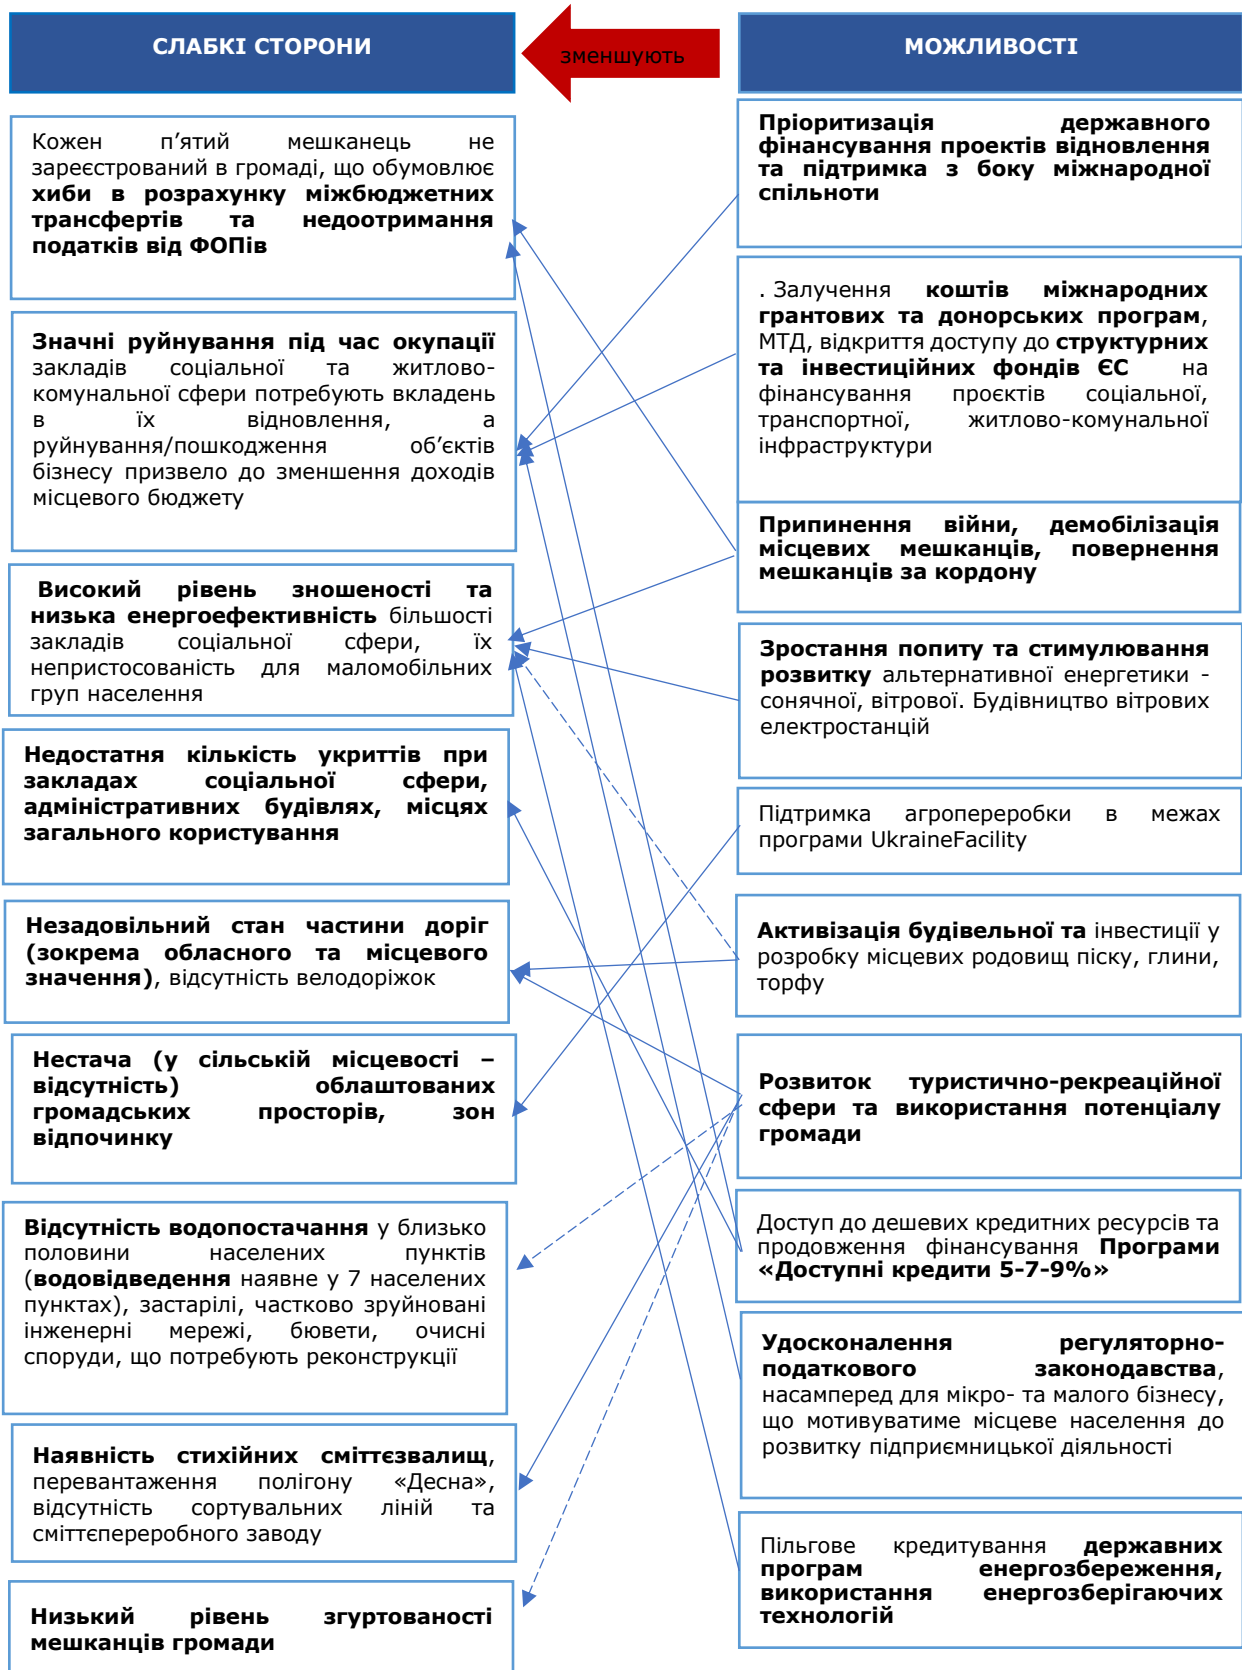 СЛАБКІ СТОРОНИ
зменшують
МОЖЛИВОСТІ
Кожен п’ятий мешканець не
зареєстрований в громаді, що обумовлює
хиби в розрахунку міжбюджетних
трансфертів та недоотримання
податків від ФОПів
Значні руйнування під час окупації
закладів соціальної та житлово-
комунальної сфери потребують вкладень
в їх відновлення, а
руйнування/пошкодження об’єктів
бізнесу призвело до зменшення доходів
місцевого бюджету
Високий рівень зношеності та
низька енергоефективність більшості
закладів соціальної сфери, їх
непристосованість для маломобільних
груп населення
Недостатня кількість укриттів при
закладах соціальної сфери,
адміністративних будівлях, місцях
загального користування
Незадовільний стан частини доріг
(зокрема обласного та місцевого
значення), відсутність велодоріжок
Нестача (у сільській місцевості –
відсутність) облаштованих
громадських просторів, зон
відпочинку
Відсутність водопостачання у близько
половини населених пунктів
(водовідведення наявне у 7 населених
пунктах), застарілі, частково зруйновані
інженерні мережі, бювети, очисні
споруди, що потребують реконструкції
Наявність стихійних сміттєзвалищ,
перевантаження полігону «Десна»,
відсутність сортувальних ліній та
сміттєпереробного заводу
Низький рівень згуртованості
мешканців громади
Пріоритизація державного
фінансування проектів відновлення
та підтримка з боку міжнародної
спільноти
. Залучення коштів міжнародних
грантових та донорських програм,
МТД, відкриття доступу до структурних
та інвестиційних фондів ЄС на
фінансування проєктів соціальної,
транспортної, житлово-комунальної
інфраструктури
Припинення війни, демобілізація
місцевих мешканців, повернення
мешканців за кордону
Зростання попиту та стимулювання
розвитку альтернативної енергетики -
сонячної, вітрової. Будівництво вітрових
електростанцій
Підтримка агропереробки в межах
програми UkraineFacility
Активізація будівельної та інвестиції у
розробку місцевих родовищ піску, глини,
торфу
Розвиток туристично-рекреаційної
сфери та використання потенціалу
громади
Доступ до дешевих кредитних ресурсів та
продовження фінансування Програми
«Доступні кредити 5-7-9%»
Удосконалення регуляторно-
податкового законодавства,
насамперед для мікро- та малого бізнесу,
що мотивуватиме місцеве населення до
розвитку підприємницької діяльності
Пільгове кредитування державних
програм енергозбереження,
використання енергозберігаючих
технологій